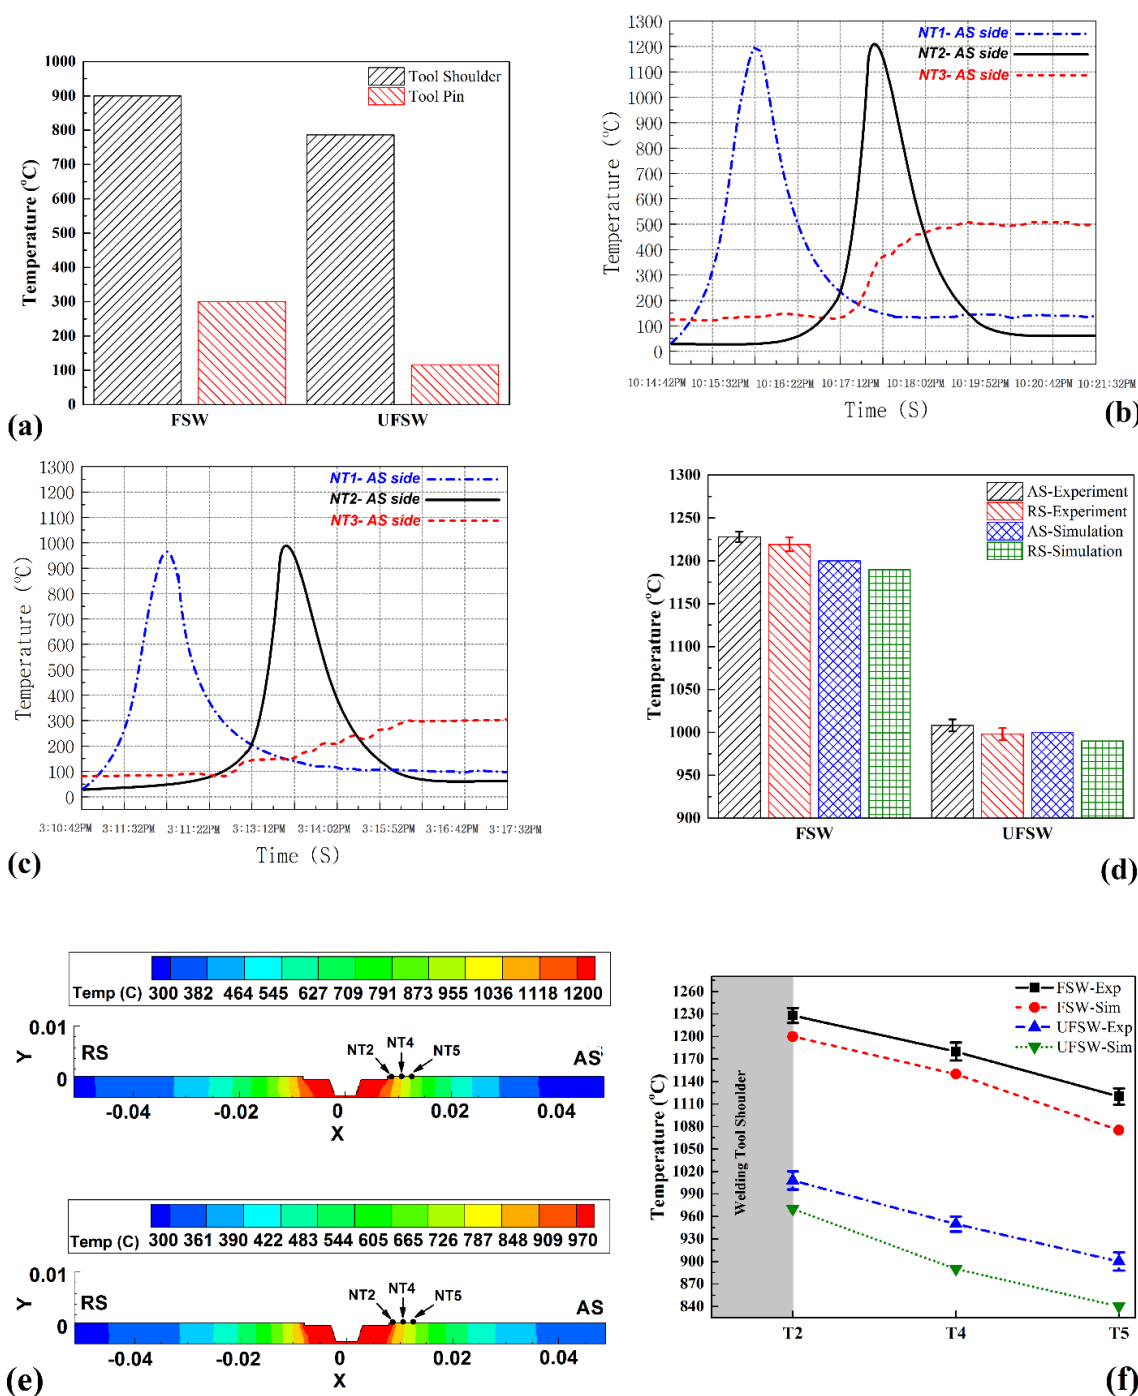 1000
900
800
700
600
500
400
300
200
100
0
Temperature (°C)
Tool Shoulder
Tool Pin
FSW
UFSW
(a)
1300
1200
1100
1000
900
800
700
600
500
400
300
200
100
0
Temperature (°C)
NT1- AS side
NT2- AS side
NT3- AS side
10:14:42PM 10:15:32PM 10:16:22PM 10:17:12PM 10:18:02PM 10:19:52PM 10:20:42PM 10:21:32PM
Time (S)
(b)
1300
1200
1100
1000
900
800
700
600
500
400
300
200
100
0
Temperature (°C)
NT1- AS side
NT2- AS side
NT3- AS side
3:10:42PM 3:11:32PM 3:11:22PM 3:13:12PM 3:14:02PM 3:15:52PM 3:16:42PM 3:17:32PM
Time (S)
(c)
1300
1250
1200
1150
1100
1050
1000
950
900
Temperature (°C)
AS-Experiment
RS-Experiment
AS-Simulation
RS-Simulation
FSW
UFSW
(d)
Temp (C) 300 382 464 545 627 709 791 873 955 1036 1118 1200
0.01
Y
0
RS
NT2
NT4
NT5
AS
-0.04 -0.02 0 0.02 0.04
X
Temp (C) 300 361 390 422 483 544 605 665 726 787 848 909 970
0.01
Y
0
RS
NT2
NT4
NT5
AS
-0.04 -0.02 0 0.02 0.04
X
(e)
1260
1230
1200
1170
1140
1110
1080
1050
1020
990
960
930
900
870
840
Temperature (°C)
Welding Tool Shoulder
FSW-Exp
FSW-Sim
UFSW-Exp
UFSW-Sim
T2
T4
T5
(f)